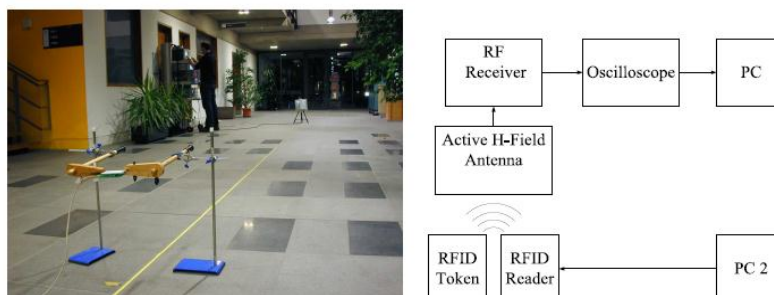 RF
Receiver
Oscilloscope
PC
Active H-Field
Antenna
RFID
Token
RFID
Reader
PC 2